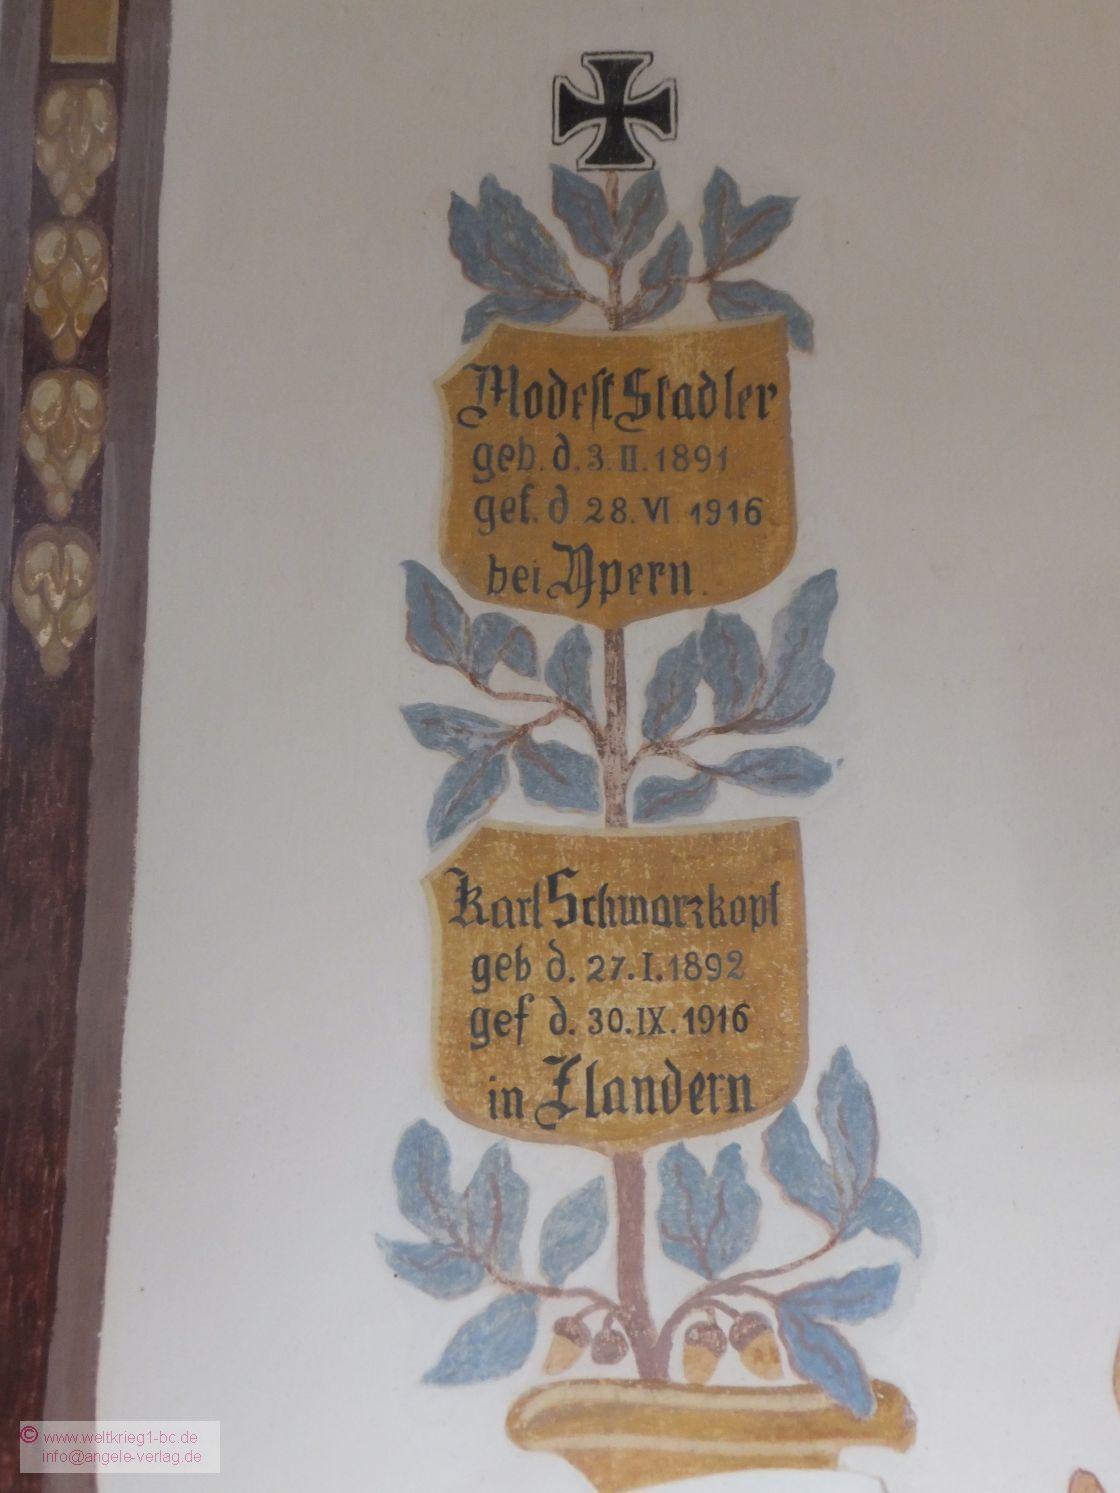 Modest Stadler
geb. d. 3. II. 1891
gef. d 28. VI 1916
bei Ypern.
Karl Schwarzkopf
geb d. 27. I. 1892
gef d. 30. IX. 1916
in Flandern
© www.weltkrieg1-bc.de
info@angele-verlag.de